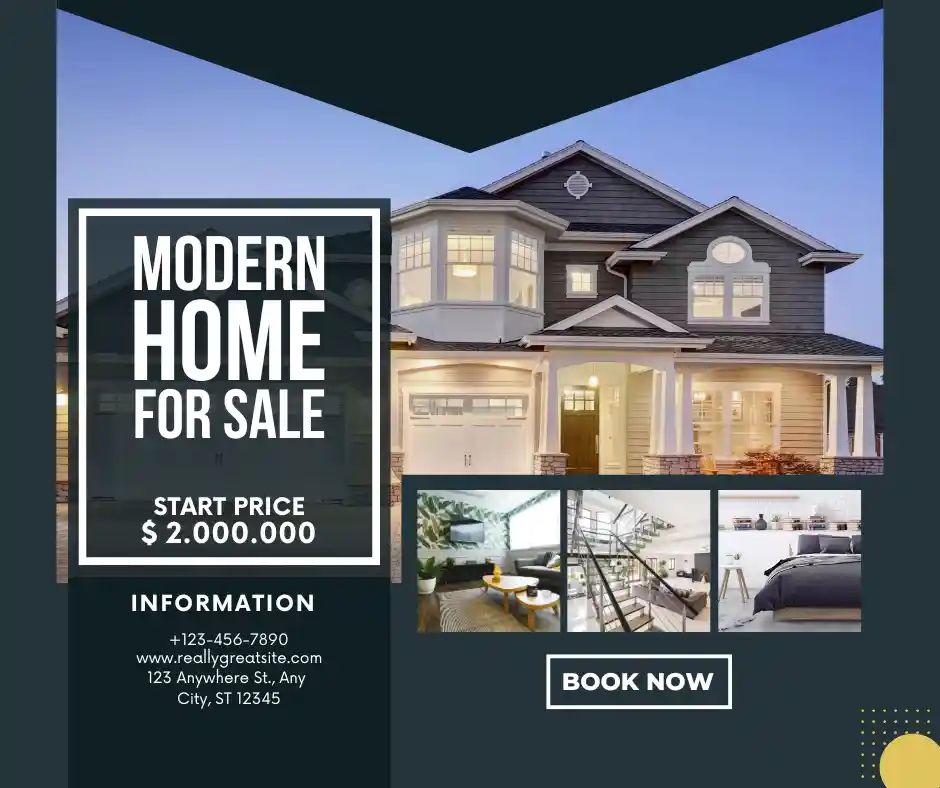 MODERN
HOME
FOR SALE
START PRICE
$ 2.000.000
INFORMATION
+123-456-7890
www.reallygreatsite.com
123 Anywhere St., Any
City, ST 12345
BOOK NOW